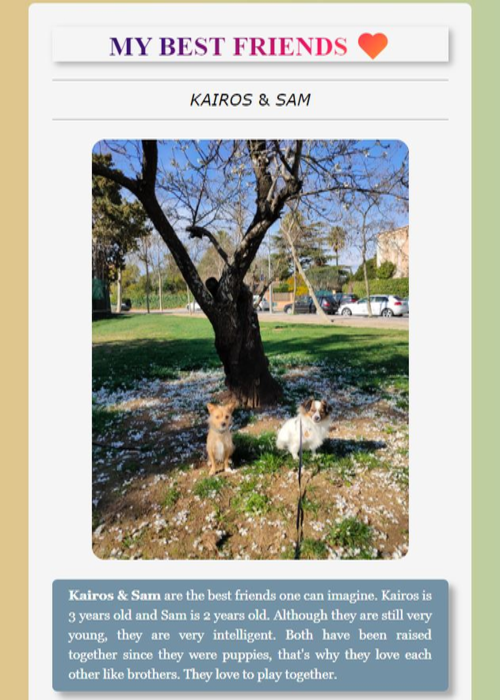 MY BEST FRIENDS ❤️
KAIROS & SAM
Kairos & Sam are the best friends one can imagine. Kairos is
3 years old and Sam is 2 years old. Although they are still very
young, they are very intelligent. Both have been raised
together since they were puppies, that's why they love each
other like brothers. They love to play together.